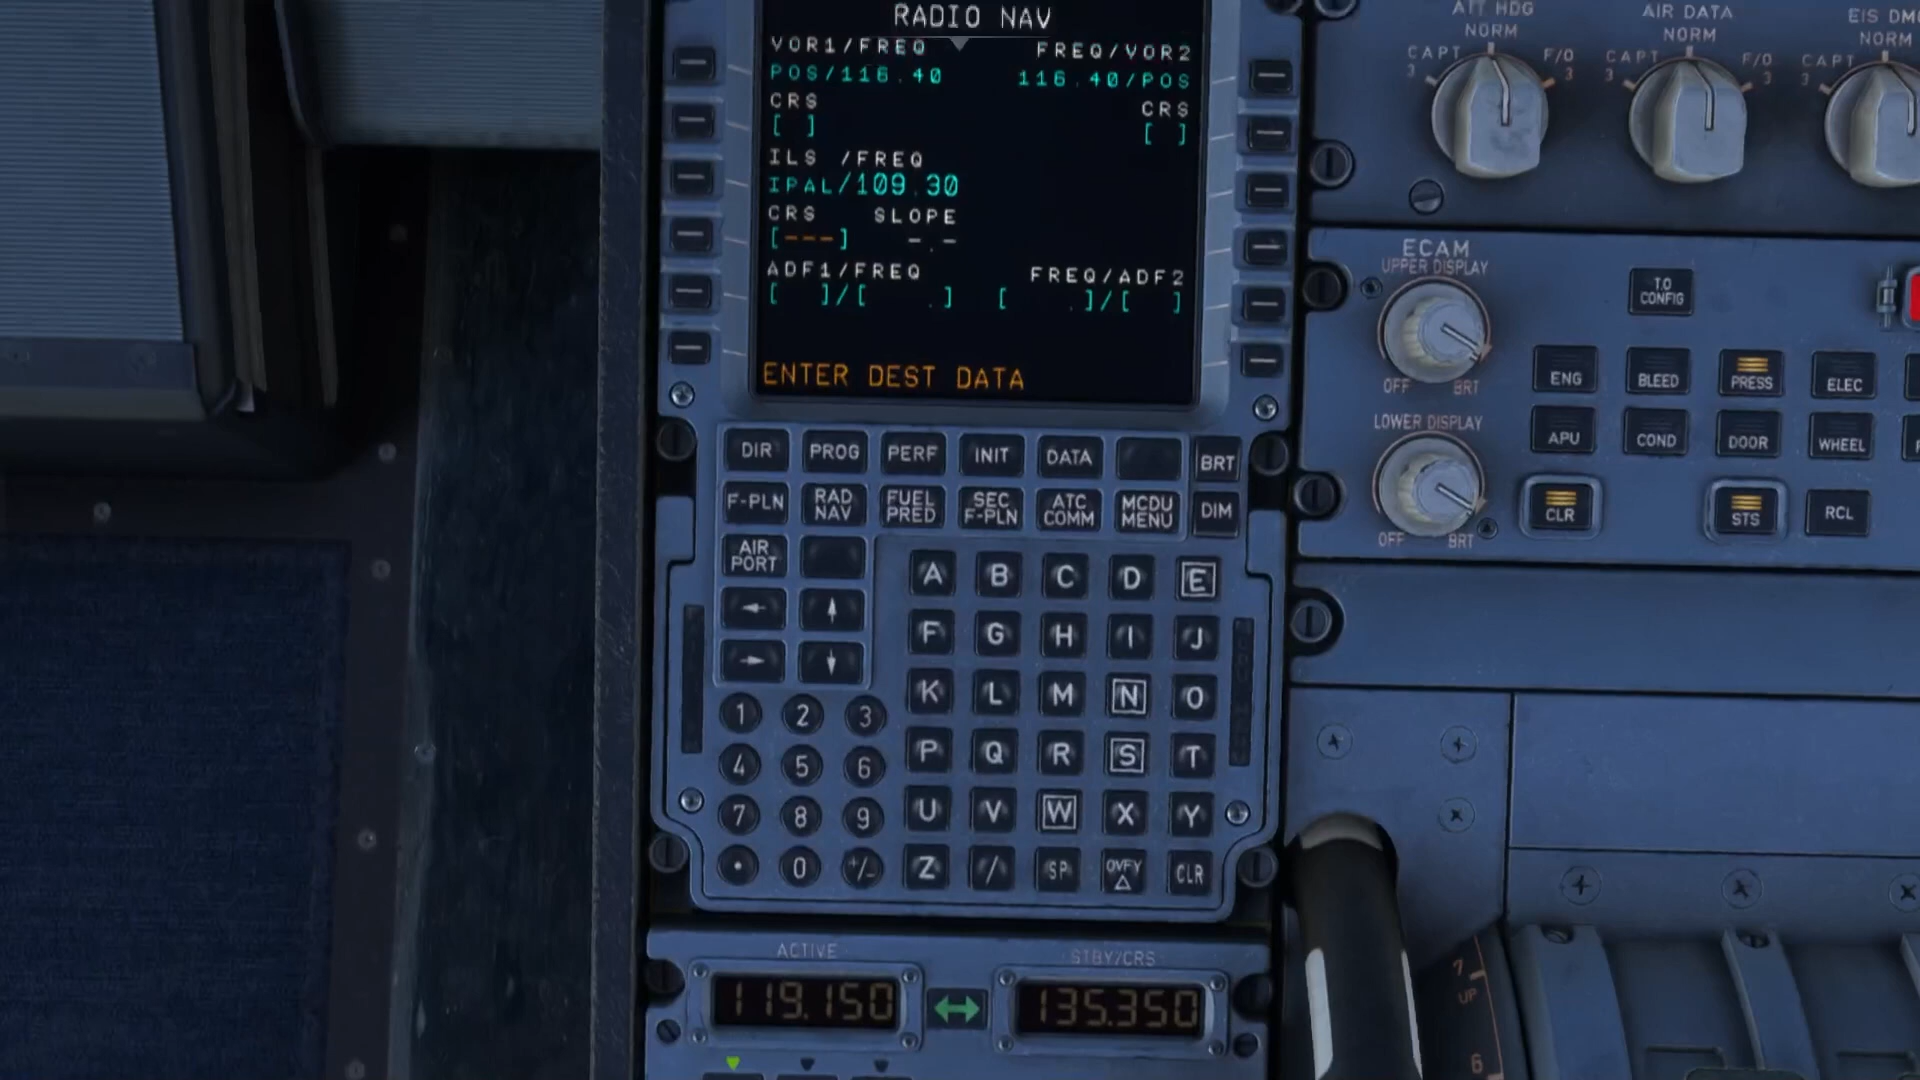 RADIO NAV
VOR1/FREQ FREQ/VOR2
POS/116.40 116.40/POS
CRS CRS
[ ] [ ]
ILS /FREQ
IPAL/109.30
CRS SLOPE
[---] -.-
ADF1/FREQ FREQ/ADF2
[ ]/[ .] [ .]/[ ]
ENTER DEST DATA
DIR PROG PERF INIT DATA BRT
F-PLN RAD NAV FUEL PRED SEC F-PLN ATC COMM MCDU MENU DIM
AIR PORT
A B C D E
F G H I J
K L M N O
1 2 3
P Q R S T
4 5 6
U V W X Y
7 8 9
Z / SP OVFY △ CLR
. 0 +/-
ACTIVE STBY/CRS
119.150 135.350
ATT HDG AIR DATA
NORM NORM NORM
CAPT 3 F/O 3 CAPT 3 F/O 3 CAPT 3
ECAM
UPPER DISPLAY
OFF BRT
T.O CONFIG
LOWER DISPLAY
OFF BRT
ENG BLEED PRESS ELEC
APU COND DOOR WHEEL
CLR STS RCL
7
UP
6